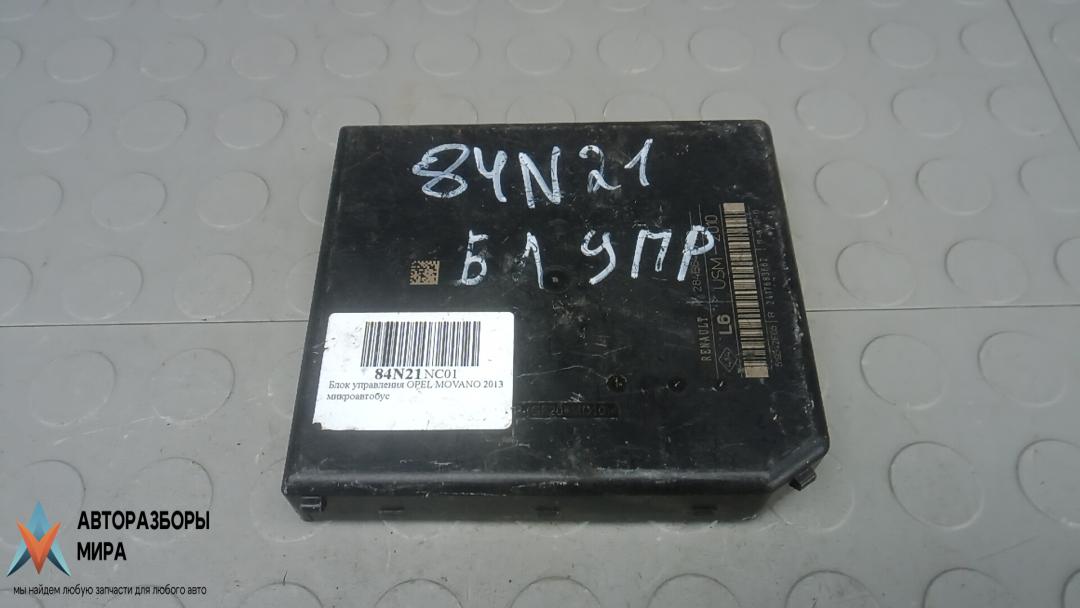 84N21
Б1 УПР
84N21NC01
Блок управления OPEL MOVANO 2013
микроавтобус
RENAULT
L6 USM
АВТОРАЗБОРЫ
МИРА
мы найдем любую запчасти для любого авто